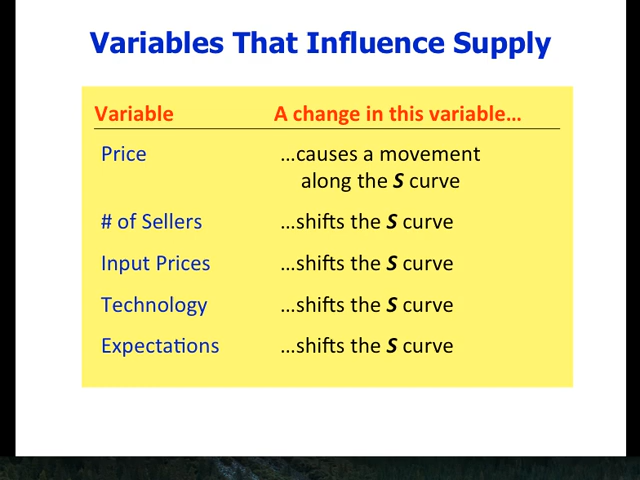 Variables That Influence Supply
Variable A change in this variable…
Price …causes a movement
along the S curve
# of Sellers …shifts the S curve
Input Prices …shifts the S curve
Technology …shifts the S curve
Expectations …shifts the S curve